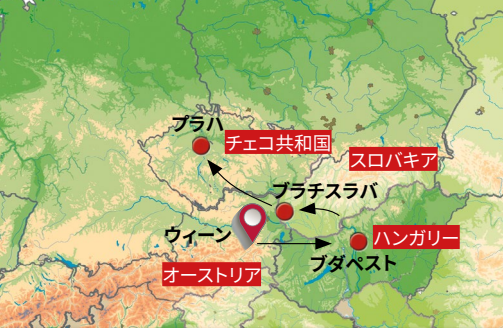 プラハ
チェコ共和国
スロバキア
ブラチスラバ
ウィーン
ハンガリー
ブダペスト
オーストリア